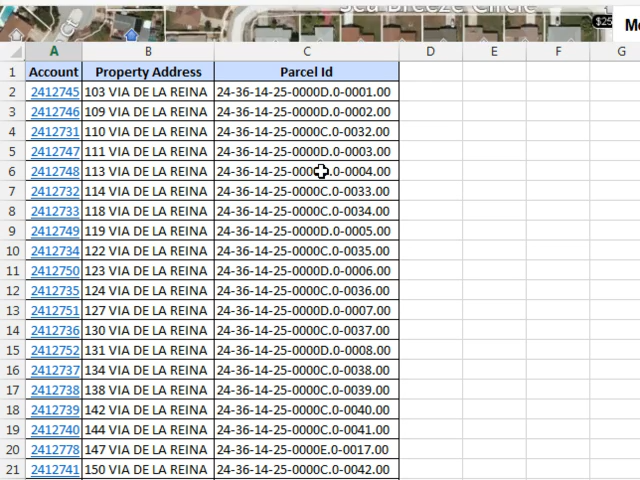 Sea Breeze Circle
$25
Me
A B C D E F G
1 Account Property Address Parcel Id
2 2412745 103 VIA DE LA REINA 24-36-14-25-0000D.0-0001.00
3 2412746 109 VIA DE LA REINA 24-36-14-25-0000D.0-0002.00
4 2412731 110 VIA DE LA REINA 24-36-14-25-0000C.0-0032.00
5 2412747 111 VIA DE LA REINA 24-36-14-25-0000D.0-0003.00
6 2412748 113 VIA DE LA REINA 24-36-14-25-0000D.0-0004.00
7 2412732 114 VIA DE LA REINA 24-36-14-25-0000C.0-0033.00
8 2412733 118 VIA DE LA REINA 24-36-14-25-0000C.0-0034.00
9 2412749 119 VIA DE LA REINA 24-36-14-25-0000D.0-0005.00
10 2412734 122 VIA DE LA REINA 24-36-14-25-0000C.0-0035.00
11 2412750 123 VIA DE LA REINA 24-36-14-25-0000D.0-0006.00
12 2412735 124 VIA DE LA REINA 24-36-14-25-0000C.0-0036.00
13 2412751 127 VIA DE LA REINA 24-36-14-25-0000D.0-0007.00
14 2412736 130 VIA DE LA REINA 24-36-14-25-0000C.0-0037.00
15 2412752 131 VIA DE LA REINA 24-36-14-25-0000D.0-0008.00
16 2412737 134 VIA DE LA REINA 24-36-14-25-0000C.0-0038.00
17 2412738 138 VIA DE LA REINA 24-36-14-25-0000C.0-0039.00
18 2412739 142 VIA DE LA REINA 24-36-14-25-0000C.0-0040.00
19 2412740 144 VIA DE LA REINA 24-36-14-25-0000C.0-0041.00
20 2412778 147 VIA DE LA REINA 24-36-14-25-0000E.0-0017.00
21 2412741 150 VIA DE LA REINA 24-36-14-25-0000C.0-0042.00